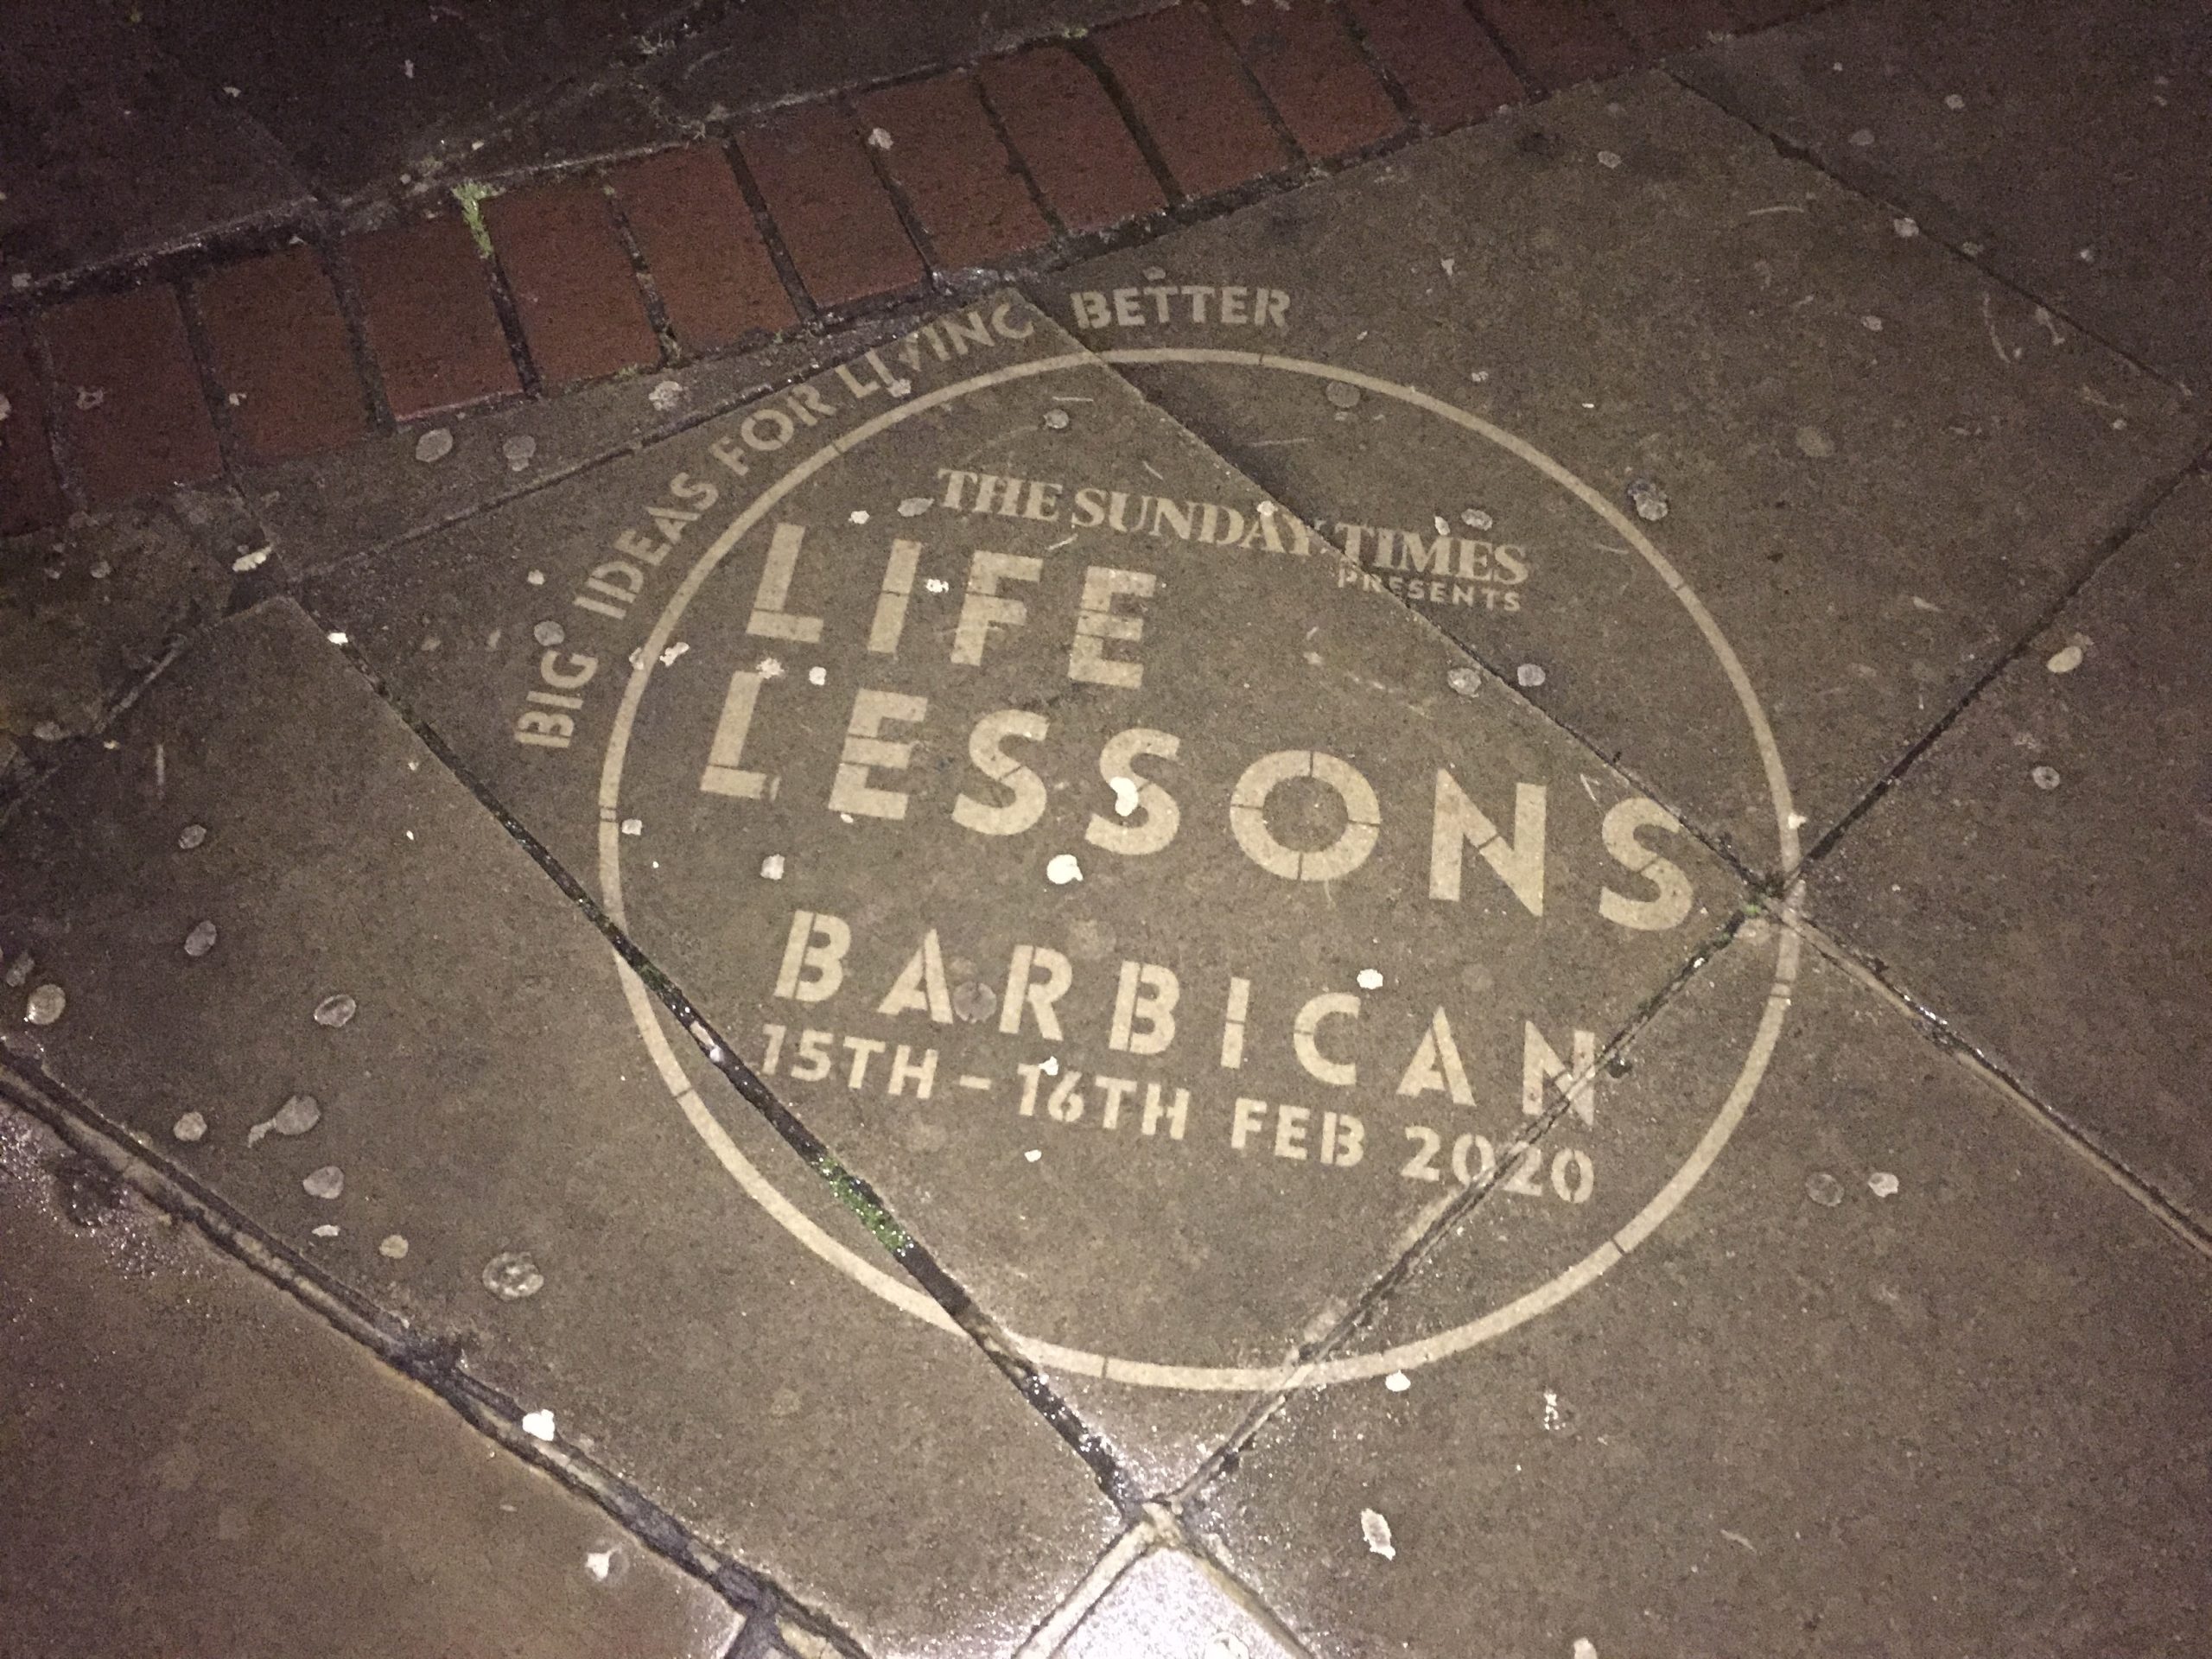 BIG IDEAS FOR LIVING BETTER
THE SUNDAY TIMES
PRESENTS
LIFE
LESSONS
BARBICAN
15TH – 16TH FEB 2020